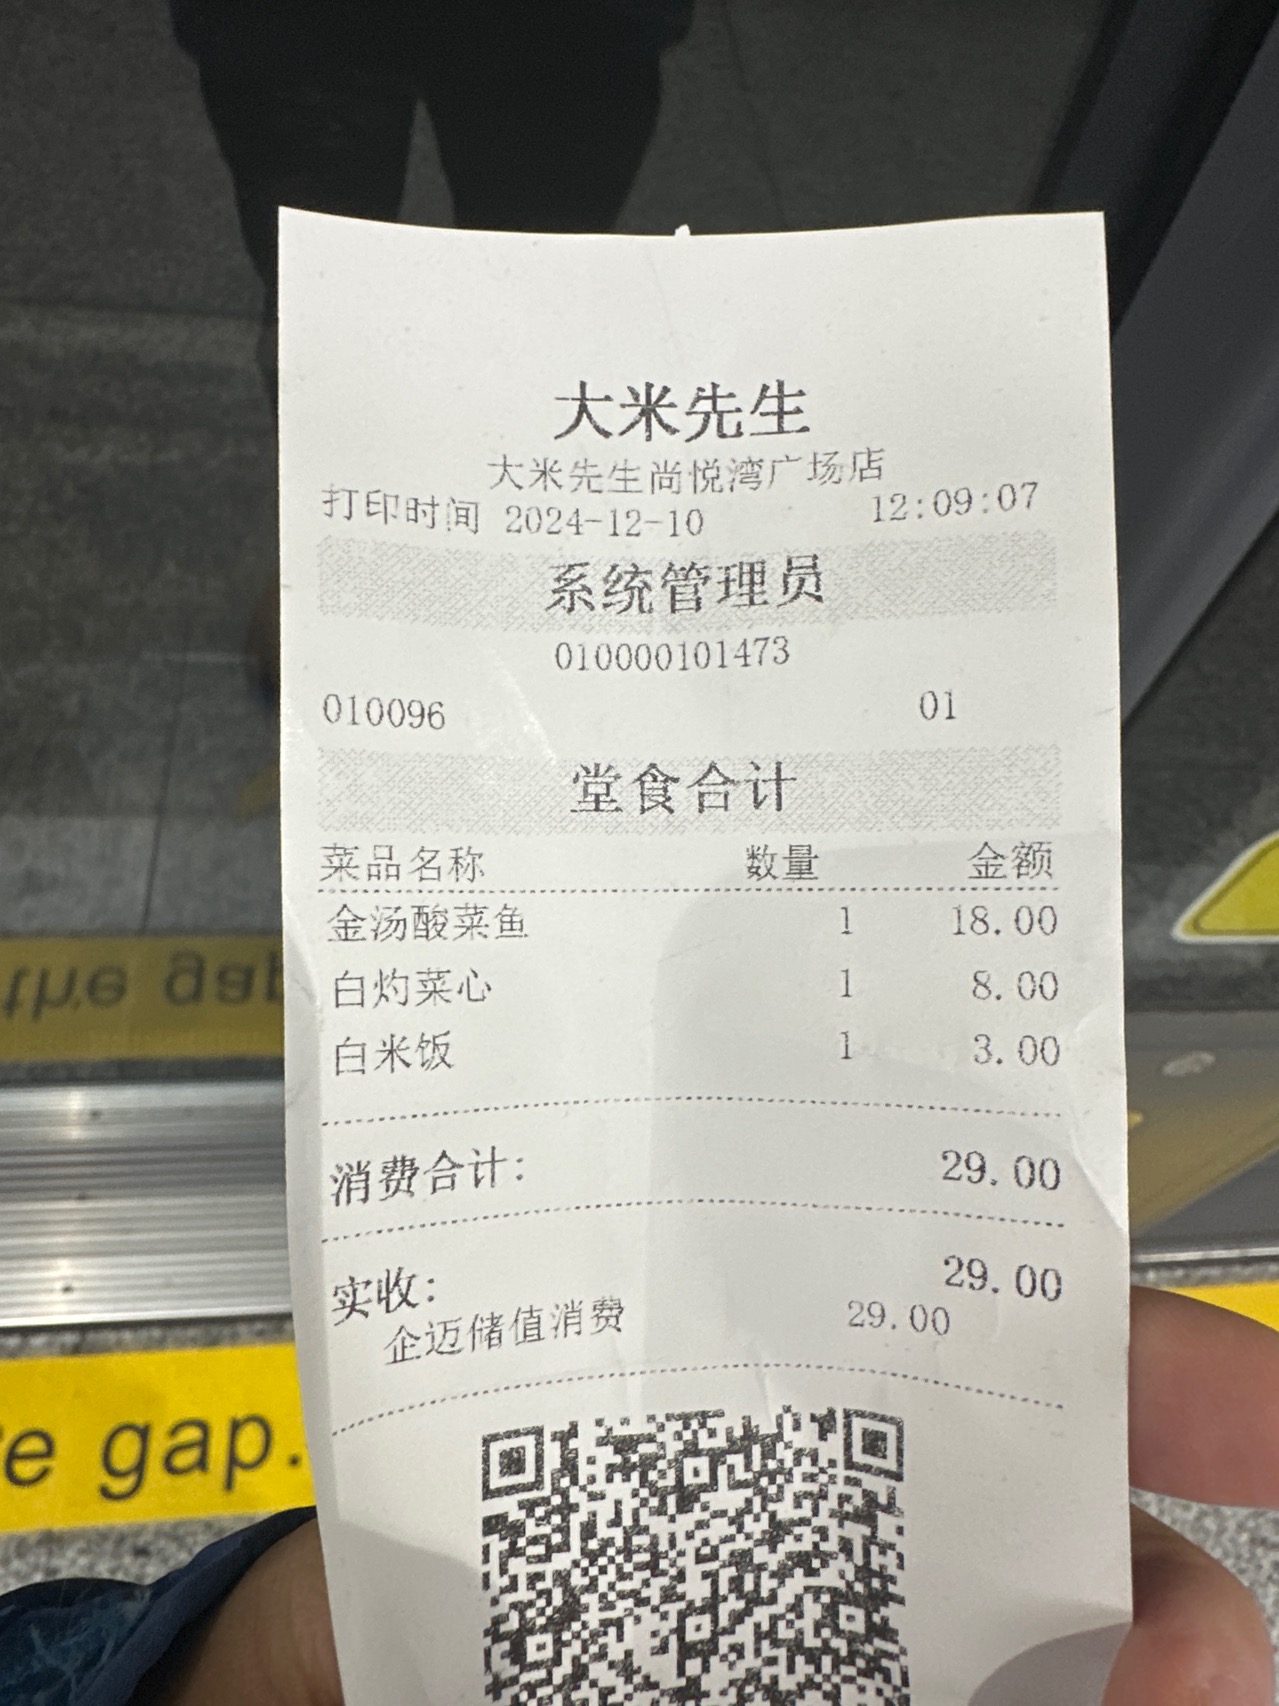 大米先生
大米先生尚悦湾广场店
打印时间 2024-12-10 12:09:07
系统管理员
010000101473
010096 01
堂食合计
菜品名称 数量 金额
金汤酸菜鱼 1 18.00
白灼菜心 1 8.00
白米饭 1 3.00
消费合计: 29.00
实收: 29.00
企迈储值消费 29.00
the gap
e gap.